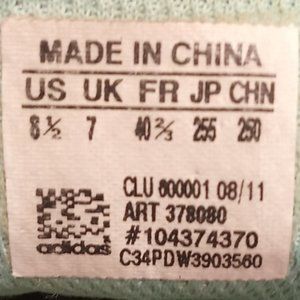 MADE IN CHINA
US UK FR JP CHN
8½ 7 40⅔ 255 260
CLU 600001 08/11
ART 378080
#104374370
adidas C34PDW3903560